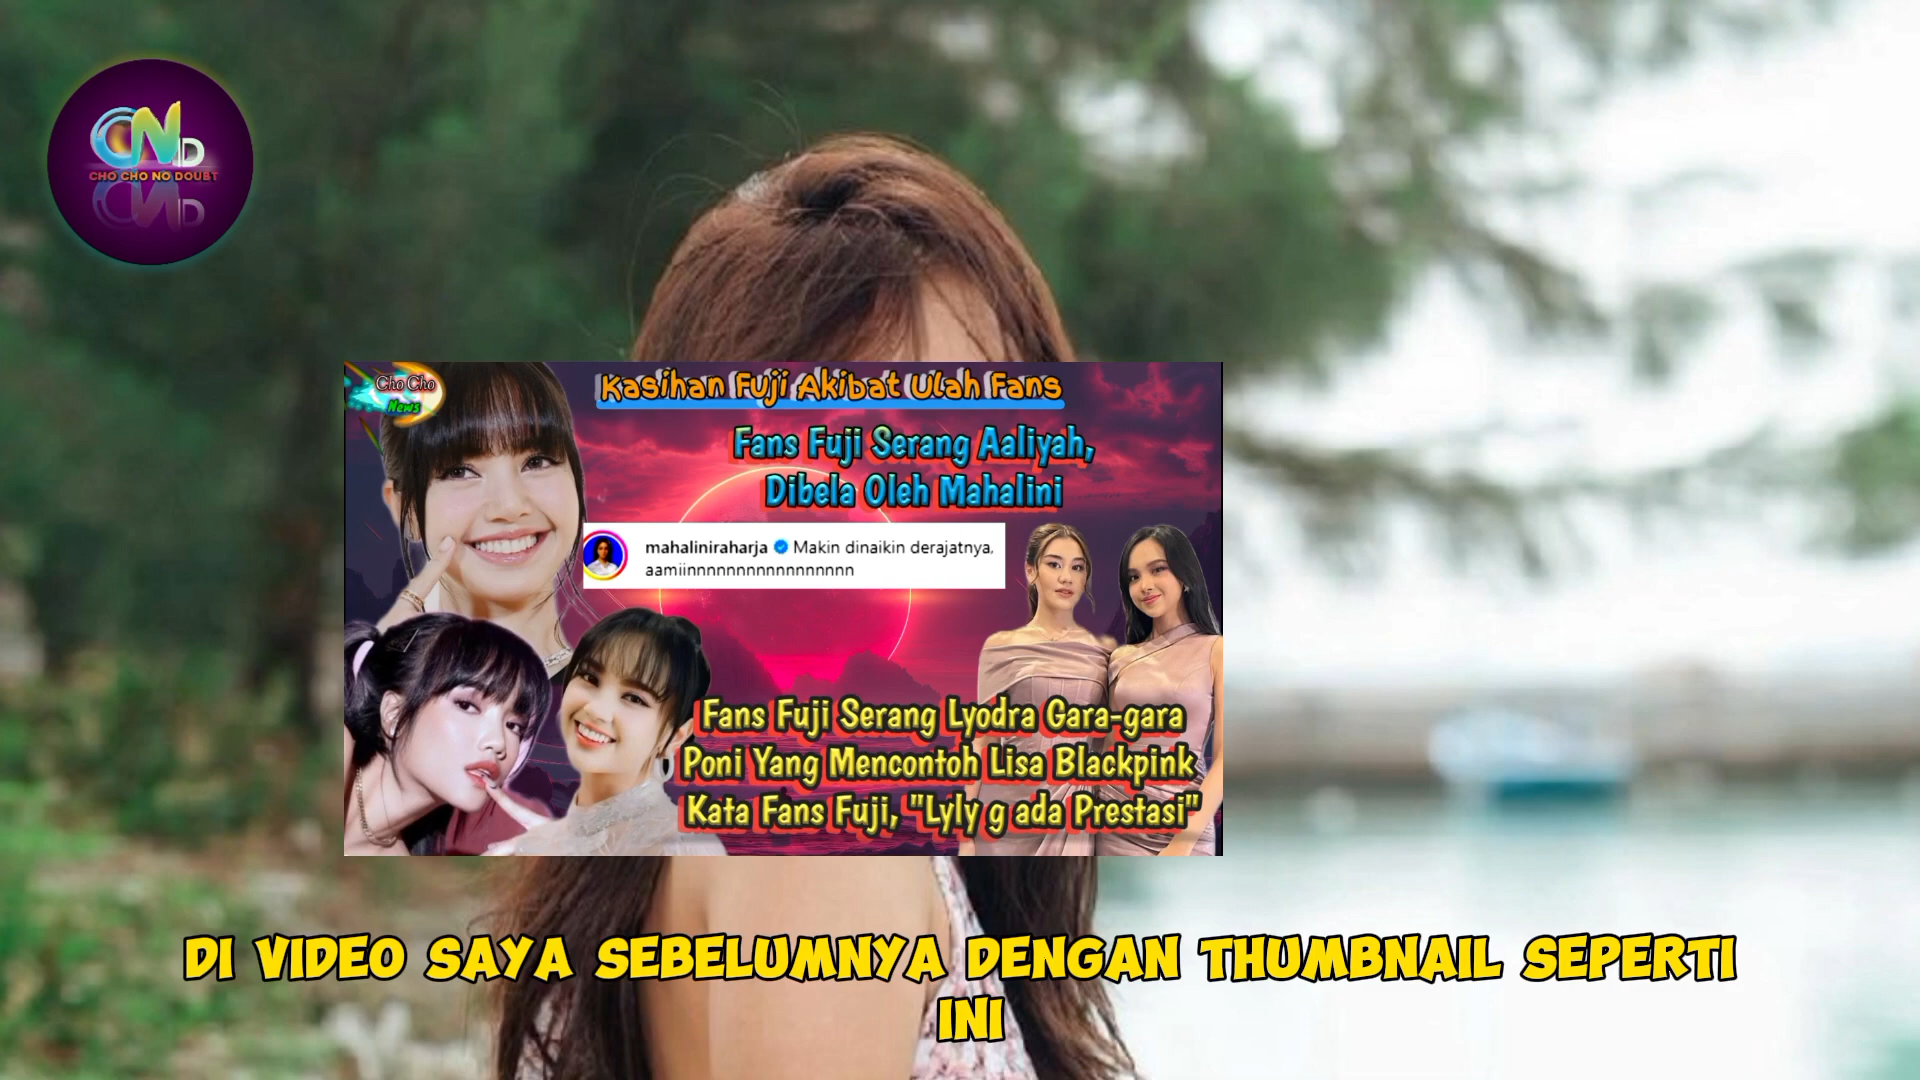 CND
CHO CHO NO DOUBT
Cho Cho
News
Kasihan Fuji Akibat Ulah Fans
Fans Fuji Serang Aaliyah,
Dibela Oleh Mahalini
mahaliniraharja Makin dinaikin derajatnya,
aamiinnnnnnnnnnnnnnnnn
Fans Fuji Serang Lyodra Gara-gara
Poni Yang Mencontoh Lisa Blackpink
Kata Fans Fuji, "Lyly g ada Prestasi"
DI VIDEO SAYA SEBELUMNYA DENGAN THUMBNAIL SEPERTI
INI